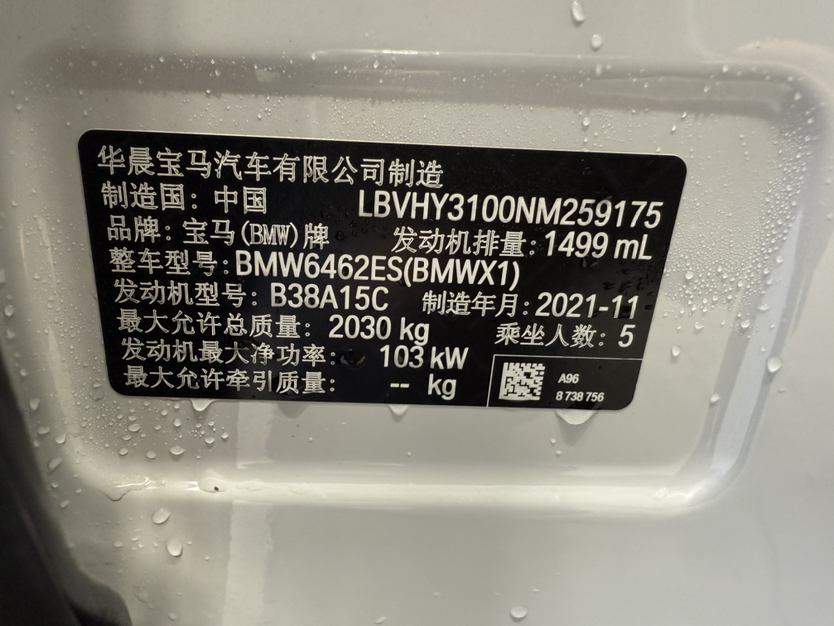 华晨宝马汽车有限公司制造
制造国：中国 LBVHY3100NM259175
品牌：宝马(BMW)牌 发动机排量：1499 mL
整车型号：BMW6462ES(BMWX1)
发动机型号：B38A15C 制造年月：2021-11
最大允许总质量：2030 kg 乘坐人数：5
发动机最大净功率：103 kW
最大允许牵引质量：-- kg
A96
8 738 756